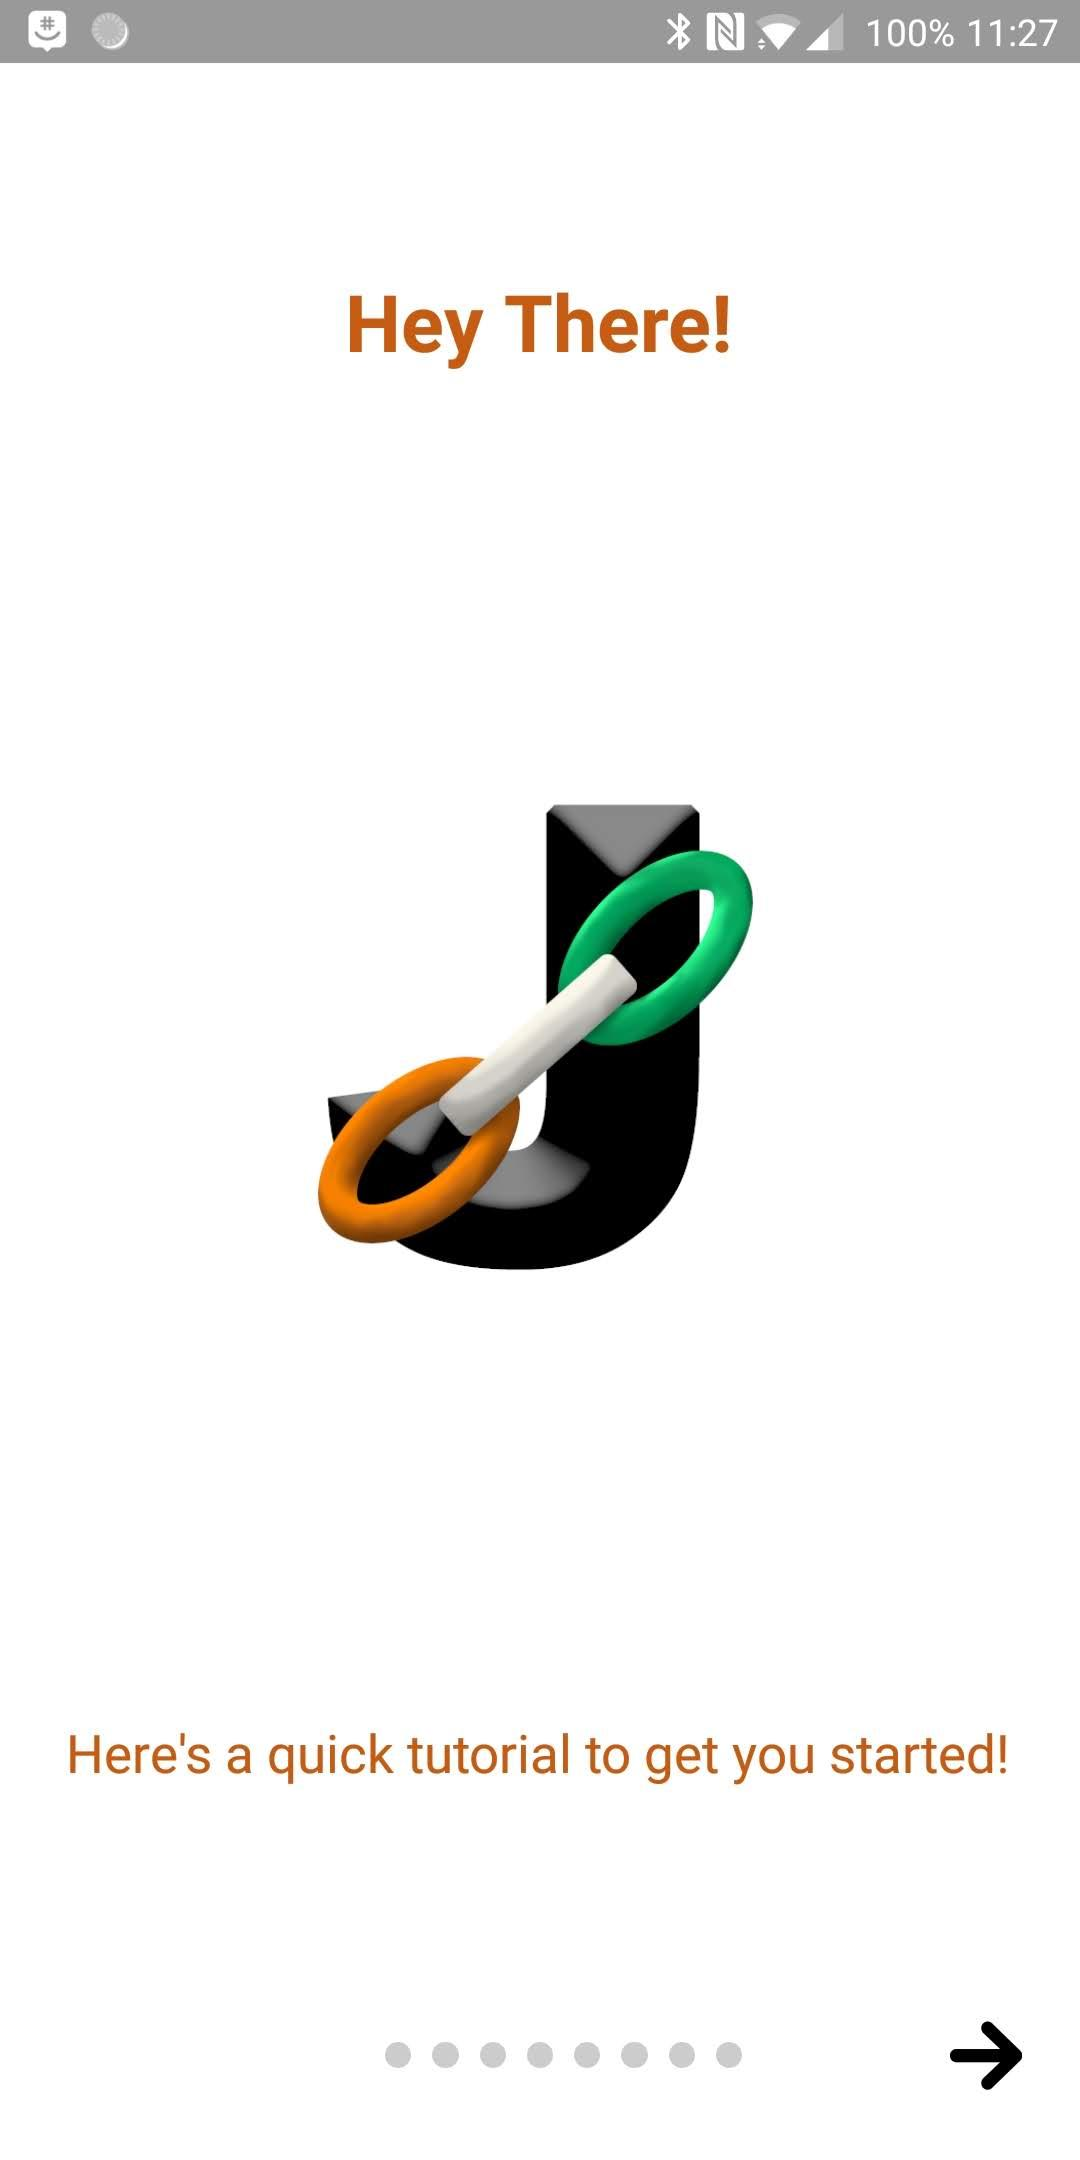 100% 11:27
Hey There!
J
Here's a quick tutorial to get you started!